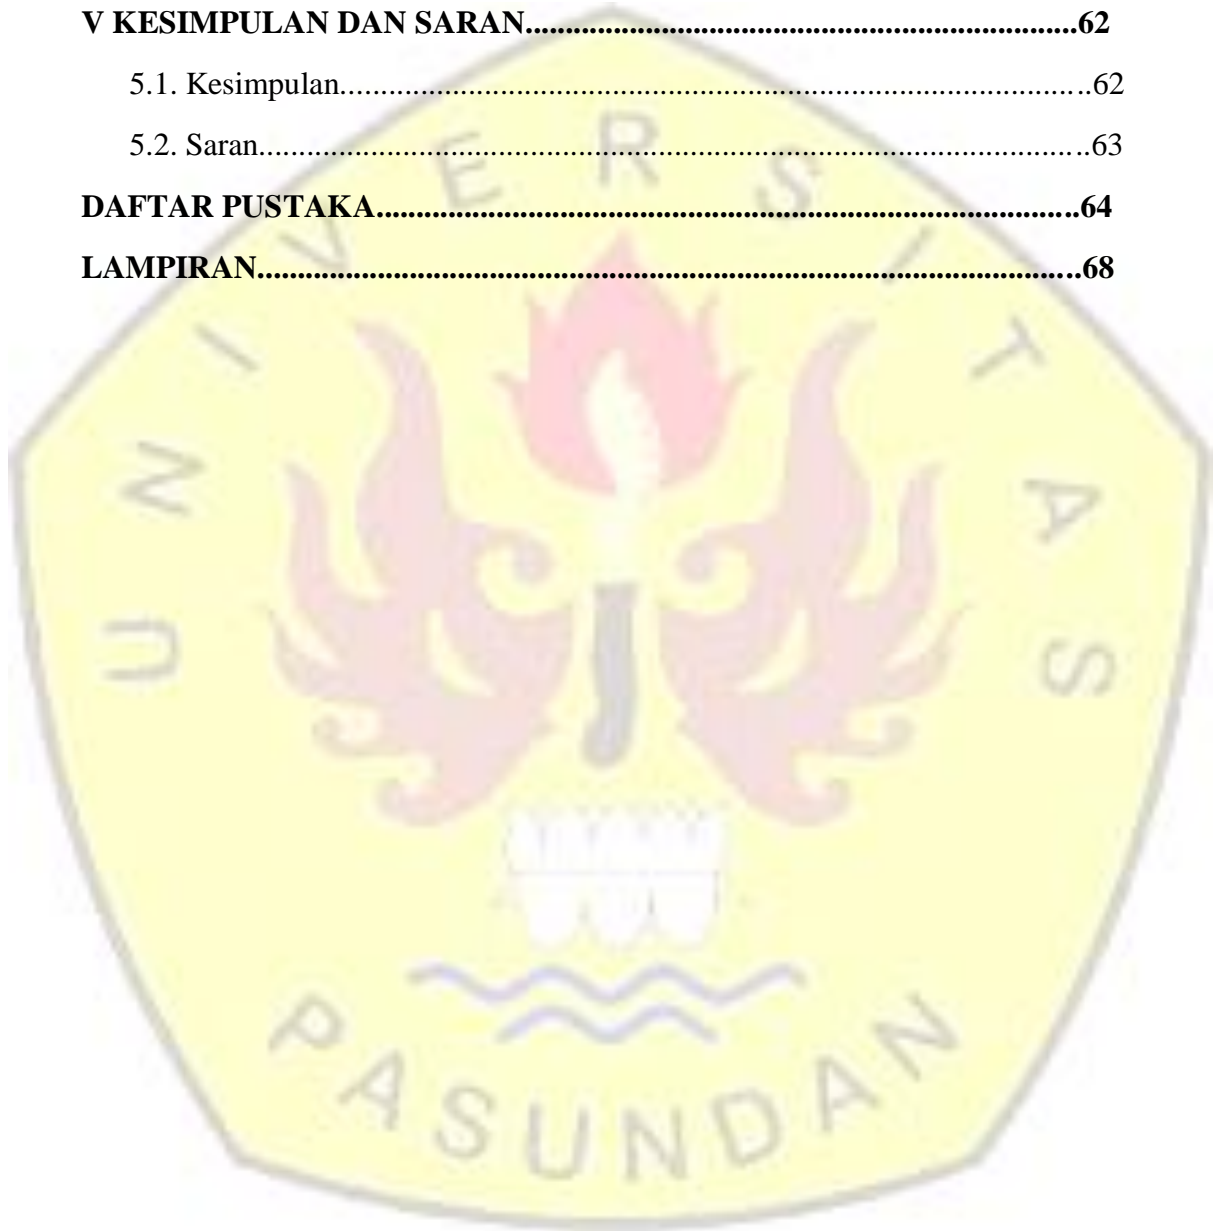 V KESIMPULAN DAN SARAN.....................................................................62
5.1. Kesimpulan...........................................................................................62
5.2. Saran.....................................................................................................63
DAFTAR PUSTAKA.......................................................................................64
LAMPIRAN......................................................................................................68
UNIVERSITAS
PASUNDAN